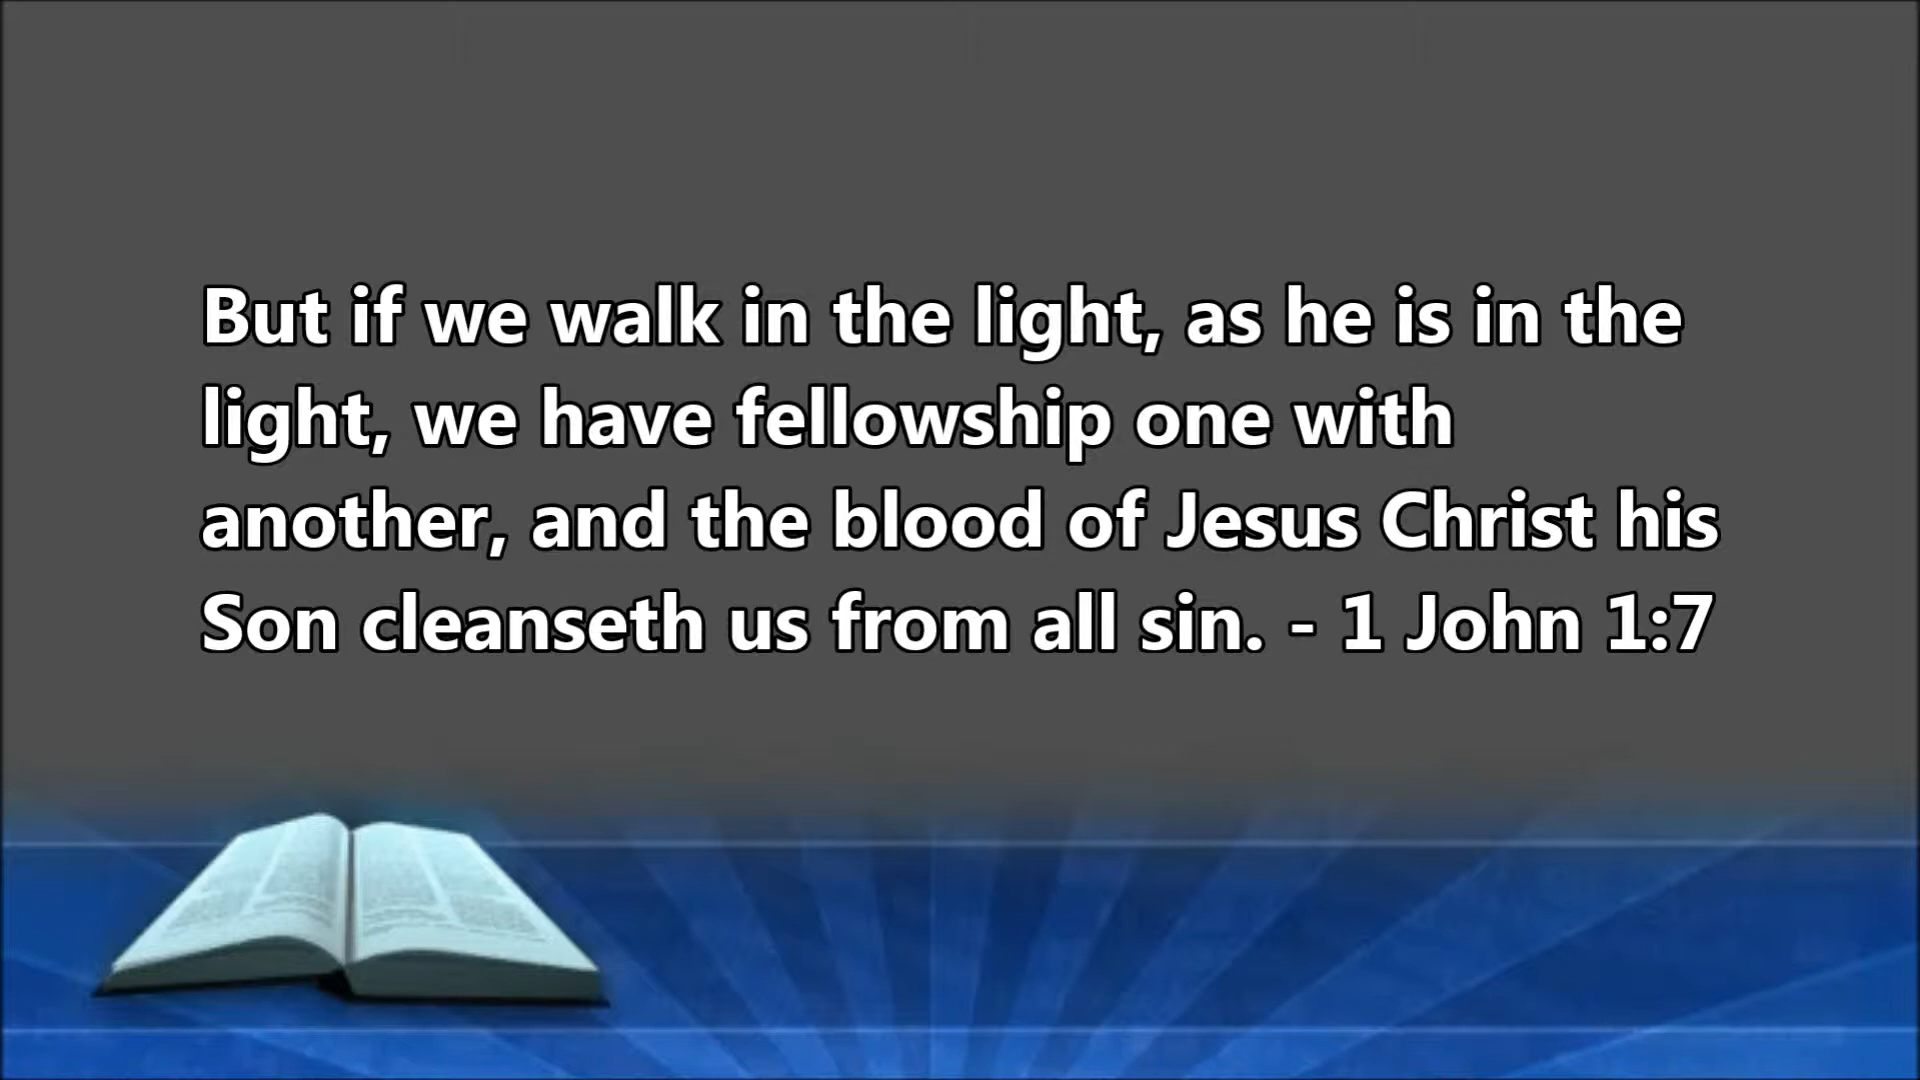 But if we walk in the light, as he is in the
light, we have fellowship one with
another, and the blood of Jesus Christ his
Son cleanseth us from all sin. - 1 John 1:7